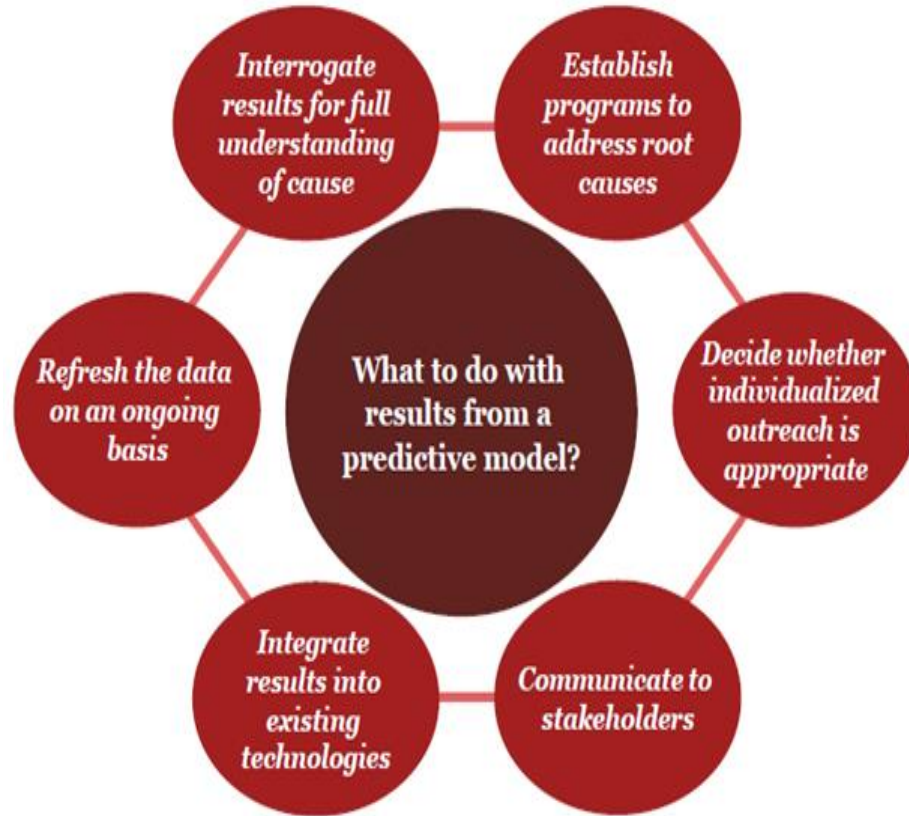 Interrogate
results for full
understanding
of cause
Establish
programs to
address root
causes
Decide whether
individualized
outreach is
appropriate
Communicate to
stakeholders
Integrate
results into
existing
technologies
Refresh the data
on an ongoing
basis
What to do with
results from a
predictive model?